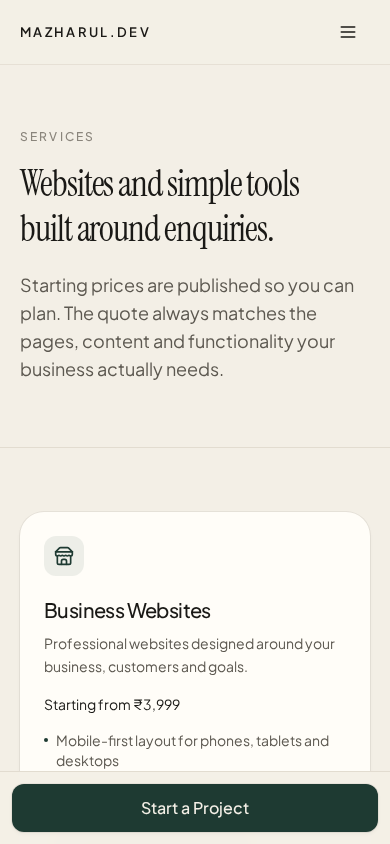 MAZHARUL.DEV
SERVICES
Websites and simple tools
built around enquiries.
Starting prices are published so you can
plan. The quote always matches the
pages, content and functionality your
business actually needs.
Business Websites
Professional websites designed around your
business, customers and goals.
Starting from ₹3,999
• Mobile-first layout for phones, tablets and
desktops
Start a Project